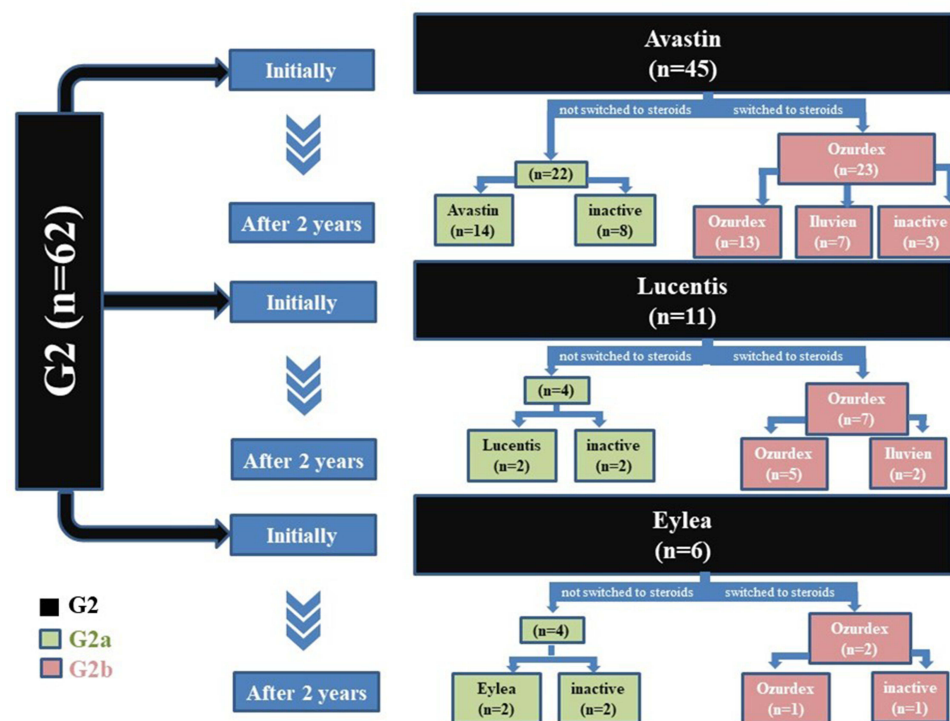 G2 (n=62)
Initially
After 2 years
Avastin
(n=45)
not switched to steroids
switched to steroids
(n=22)
Avastin
(n=14)
inactive
(n=8)
Ozurdex
(n=23)
Ozurdex
(n=13)
Iluvien
(n=7)
inactive
(n=3)
Initially
After 2 years
Lucentis
(n=11)
not switched to steroids
switched to steroids
(n=4)
Lucentis
(n=2)
inactive
(n=2)
Ozurdex
(n=7)
Ozurdex
(n=5)
Iluvien
(n=2)
Initially
After 2 years
Eylea
(n=6)
not switched to steroids
switched to steroids
(n=4)
Eylea
(n=2)
inactive
(n=2)
Ozurdex
(n=2)
Ozurdex
(n=1)
inactive
(n=1)
G2
G2a
G2b